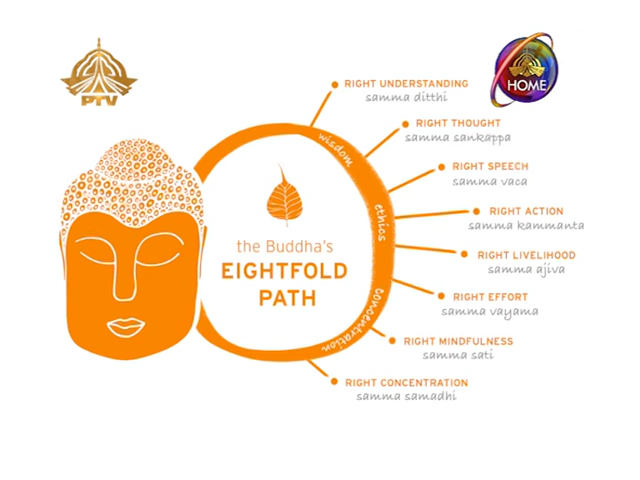 PTV
HOME
RIGHT UNDERSTANDING
samma ditthi
RIGHT THOUGHT
samma sankappa
RIGHT SPEECH
samma vaca
RIGHT ACTION
samma kammanta
RIGHT LIVELIHOOD
samma ajiva
RIGHT EFFORT
samma vayama
RIGHT MINDFULNESS
samma sati
RIGHT CONCENTRATION
samma samadhi
wisdom
ethics
concentration
the Buddha's
EIGHTFOLD
PATH